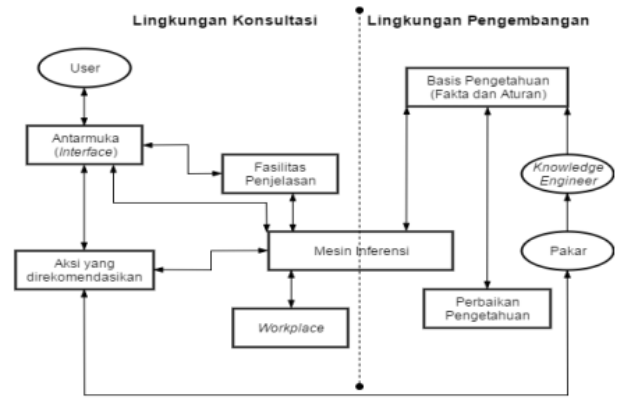 Lingkungan Konsultasi
Lingkungan Pengembangan
User
Antarmuka
(Interface)
Fasilitas
Penjelasan
Aksi yang
direkomendasikan
Mesin Inferensi
Workplace
Basis Pengetahuan
(Fakta dan Aturan)
Knowledge
Engineer
Pakar
Perbaikan
Pengetahuan